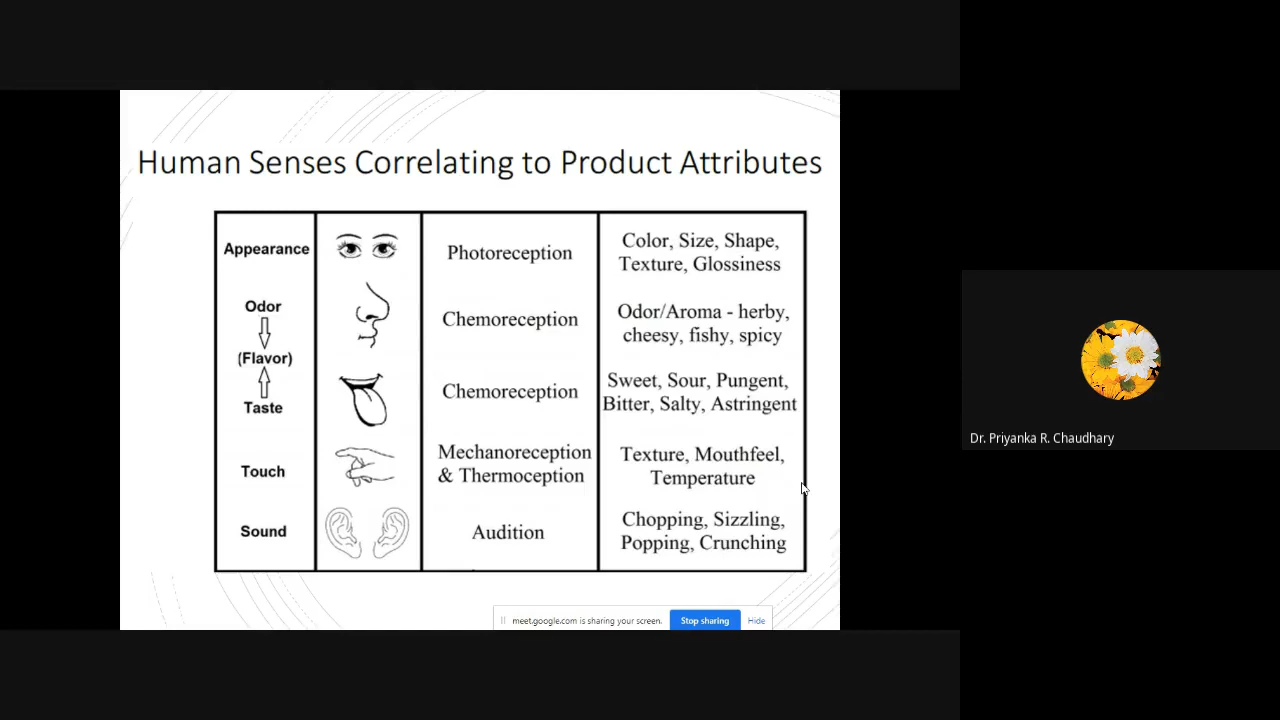 Human Senses Correlating to Product Attributes
Appearance
Photoreception
Color, Size, Shape,
Texture, Glossiness
Odor
Chemoreception
Odor/Aroma - herby,
cheesy, fishy, spicy
(Flavor)
Taste
Chemoreception
Sweet, Sour, Pungent,
Bitter, Salty, Astringent
Touch
Mechanoreception
& Thermoception
Texture, Mouthfeel,
Temperature
Sound
Audition
Chopping, Sizzling,
Popping, Crunching
meet.google.com is sharing your screen.
Stop sharing
Hide
Dr. Priyanka R. Chaudhary